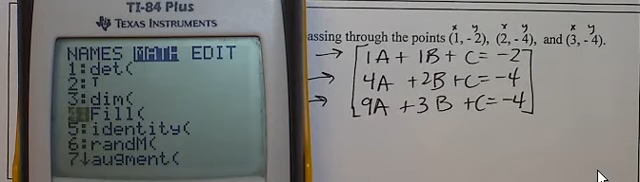 TI-84 Plus
TEXAS INSTRUMENTS
NAMES MATH EDIT
1:det(
2:T
3:dim(
4:Fill(
5:identity(
6:randM(
7↓augment(
x y x y x y
assing through the points (1, -2), (2, -4), and (3, -4).
→ 1A + 1B + C = -2
→ 4A + 2B + C = -4
→ 9A + 3B + C = -4